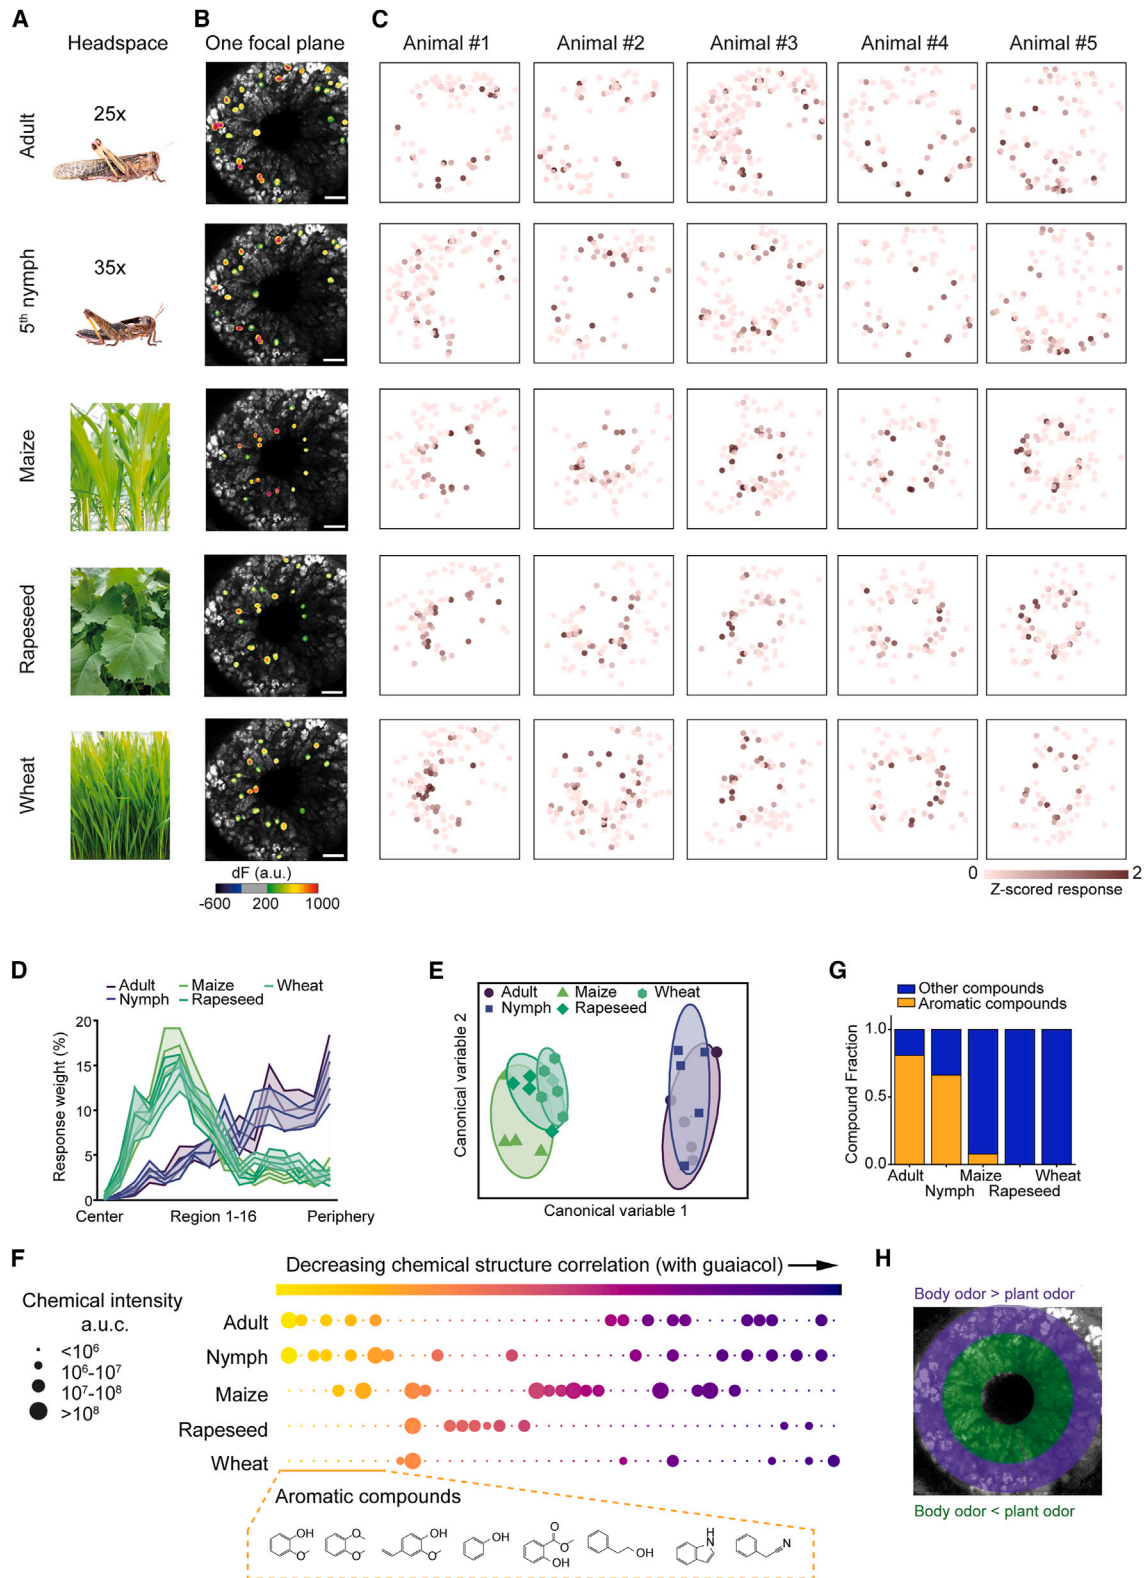 A
B
C
Headspace
One focal plane
Animal #1
Animal #2
Animal #3
Animal #4
Animal #5
Adult
25x
5th nymph
35x
Maize
Rapeseed
Wheat
dF (a.u.)
-600 200 1000
0 2
Z-scored response
D
Adult Maize Wheat
Nymph Rapeseed
Response weight (%)
20
15
10
5
0
Center Region 1-16 Periphery
E
Adult Maize Wheat
Nymph Rapeseed
Canonical variable 2
Canonical variable 1
G
Other compounds
Aromatic compounds
Compound Fraction
1.0
0.5
0.0
Adult Maize Wheat
Nymph Rapeseed
F
Decreasing chemical structure correlation (with guaiacol)
Chemical intensity
a.u.c.
<10⁶
10⁶-10⁷
10⁷-10⁸
>10⁸
Adult
Nymph
Maize
Rapeseed
Wheat
Aromatic compounds
OH
O
O
O
OH
O
OH
O
O
OH
OH
H
N
N
H
Body odor > plant odor
Body odor < plant odor